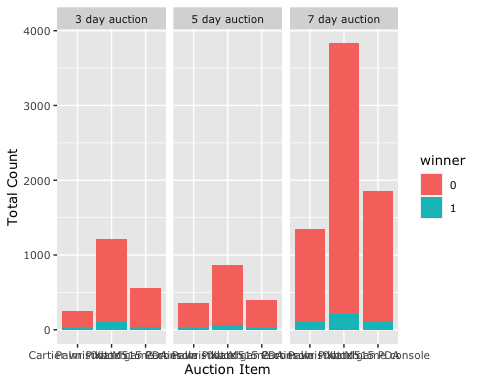 3 day auction 5 day auction 7 day auction
4000
3000
2000
1000
0
Total Count
winner
0
1
Auction Item